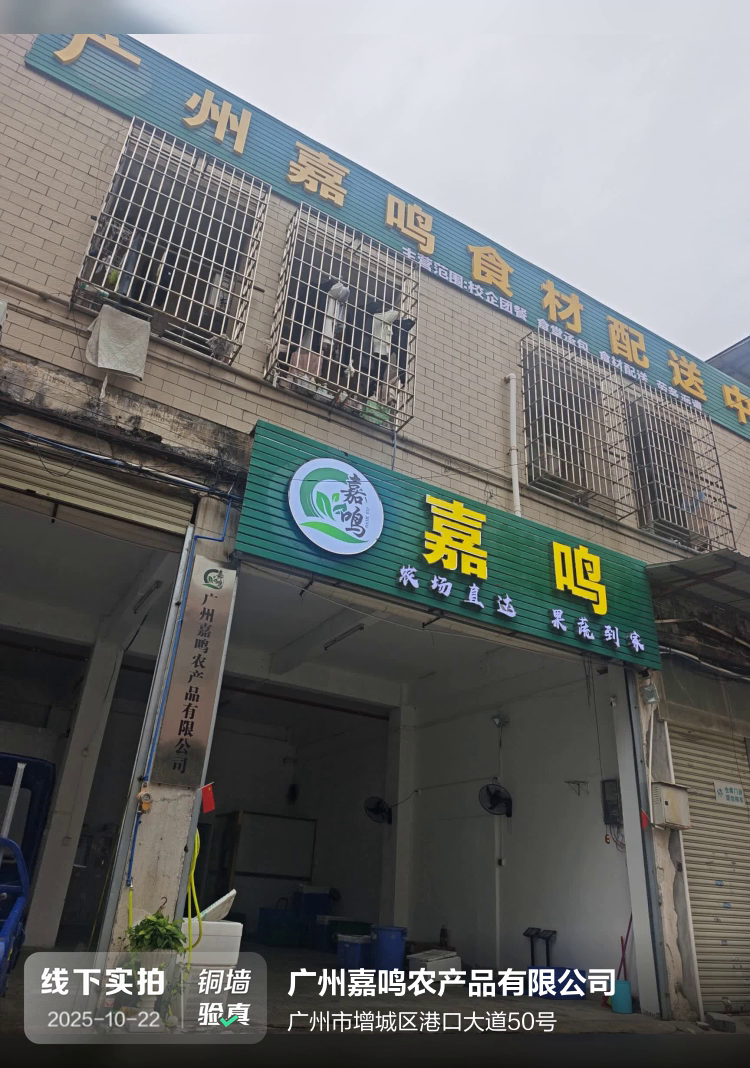 广州嘉鸣食材配送中
主营范围:校企团餐 食堂承包 食材配送
嘉鸣
嘉鸣
农场直达 果蔬到家
嘉鸣
广州嘉鸣农产品有限公司
线下实拍
2025-10-22
铜墙
验真
广州嘉鸣农产品有限公司
广州市增城区港口大道50号